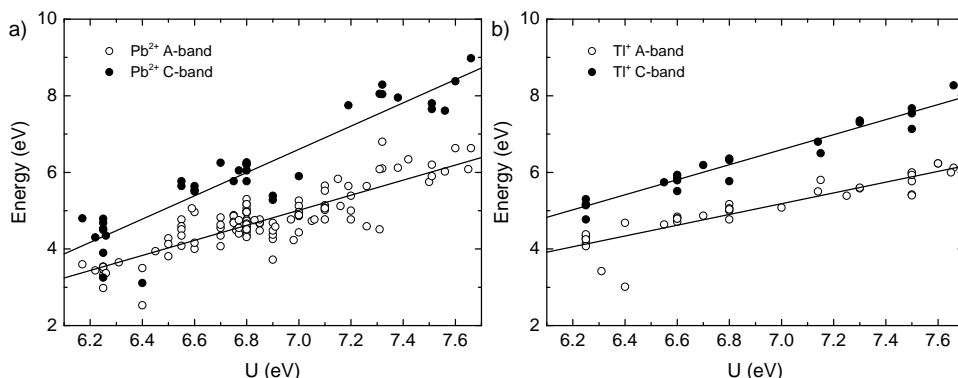 a)
Pb²⁺ A-band
Pb²⁺ C-band
Energy (eV)
10
8
6
4
2
6.2 6.4 6.6 6.8 7.0 7.2 7.4 7.6
U (eV)
b)
Tl⁺ A-band
Tl⁺ C-band
Energy (eV)
10
8
6
4
2
6.2 6.4 6.6 6.8 7.0 7.2 7.4 7.6
U (eV)